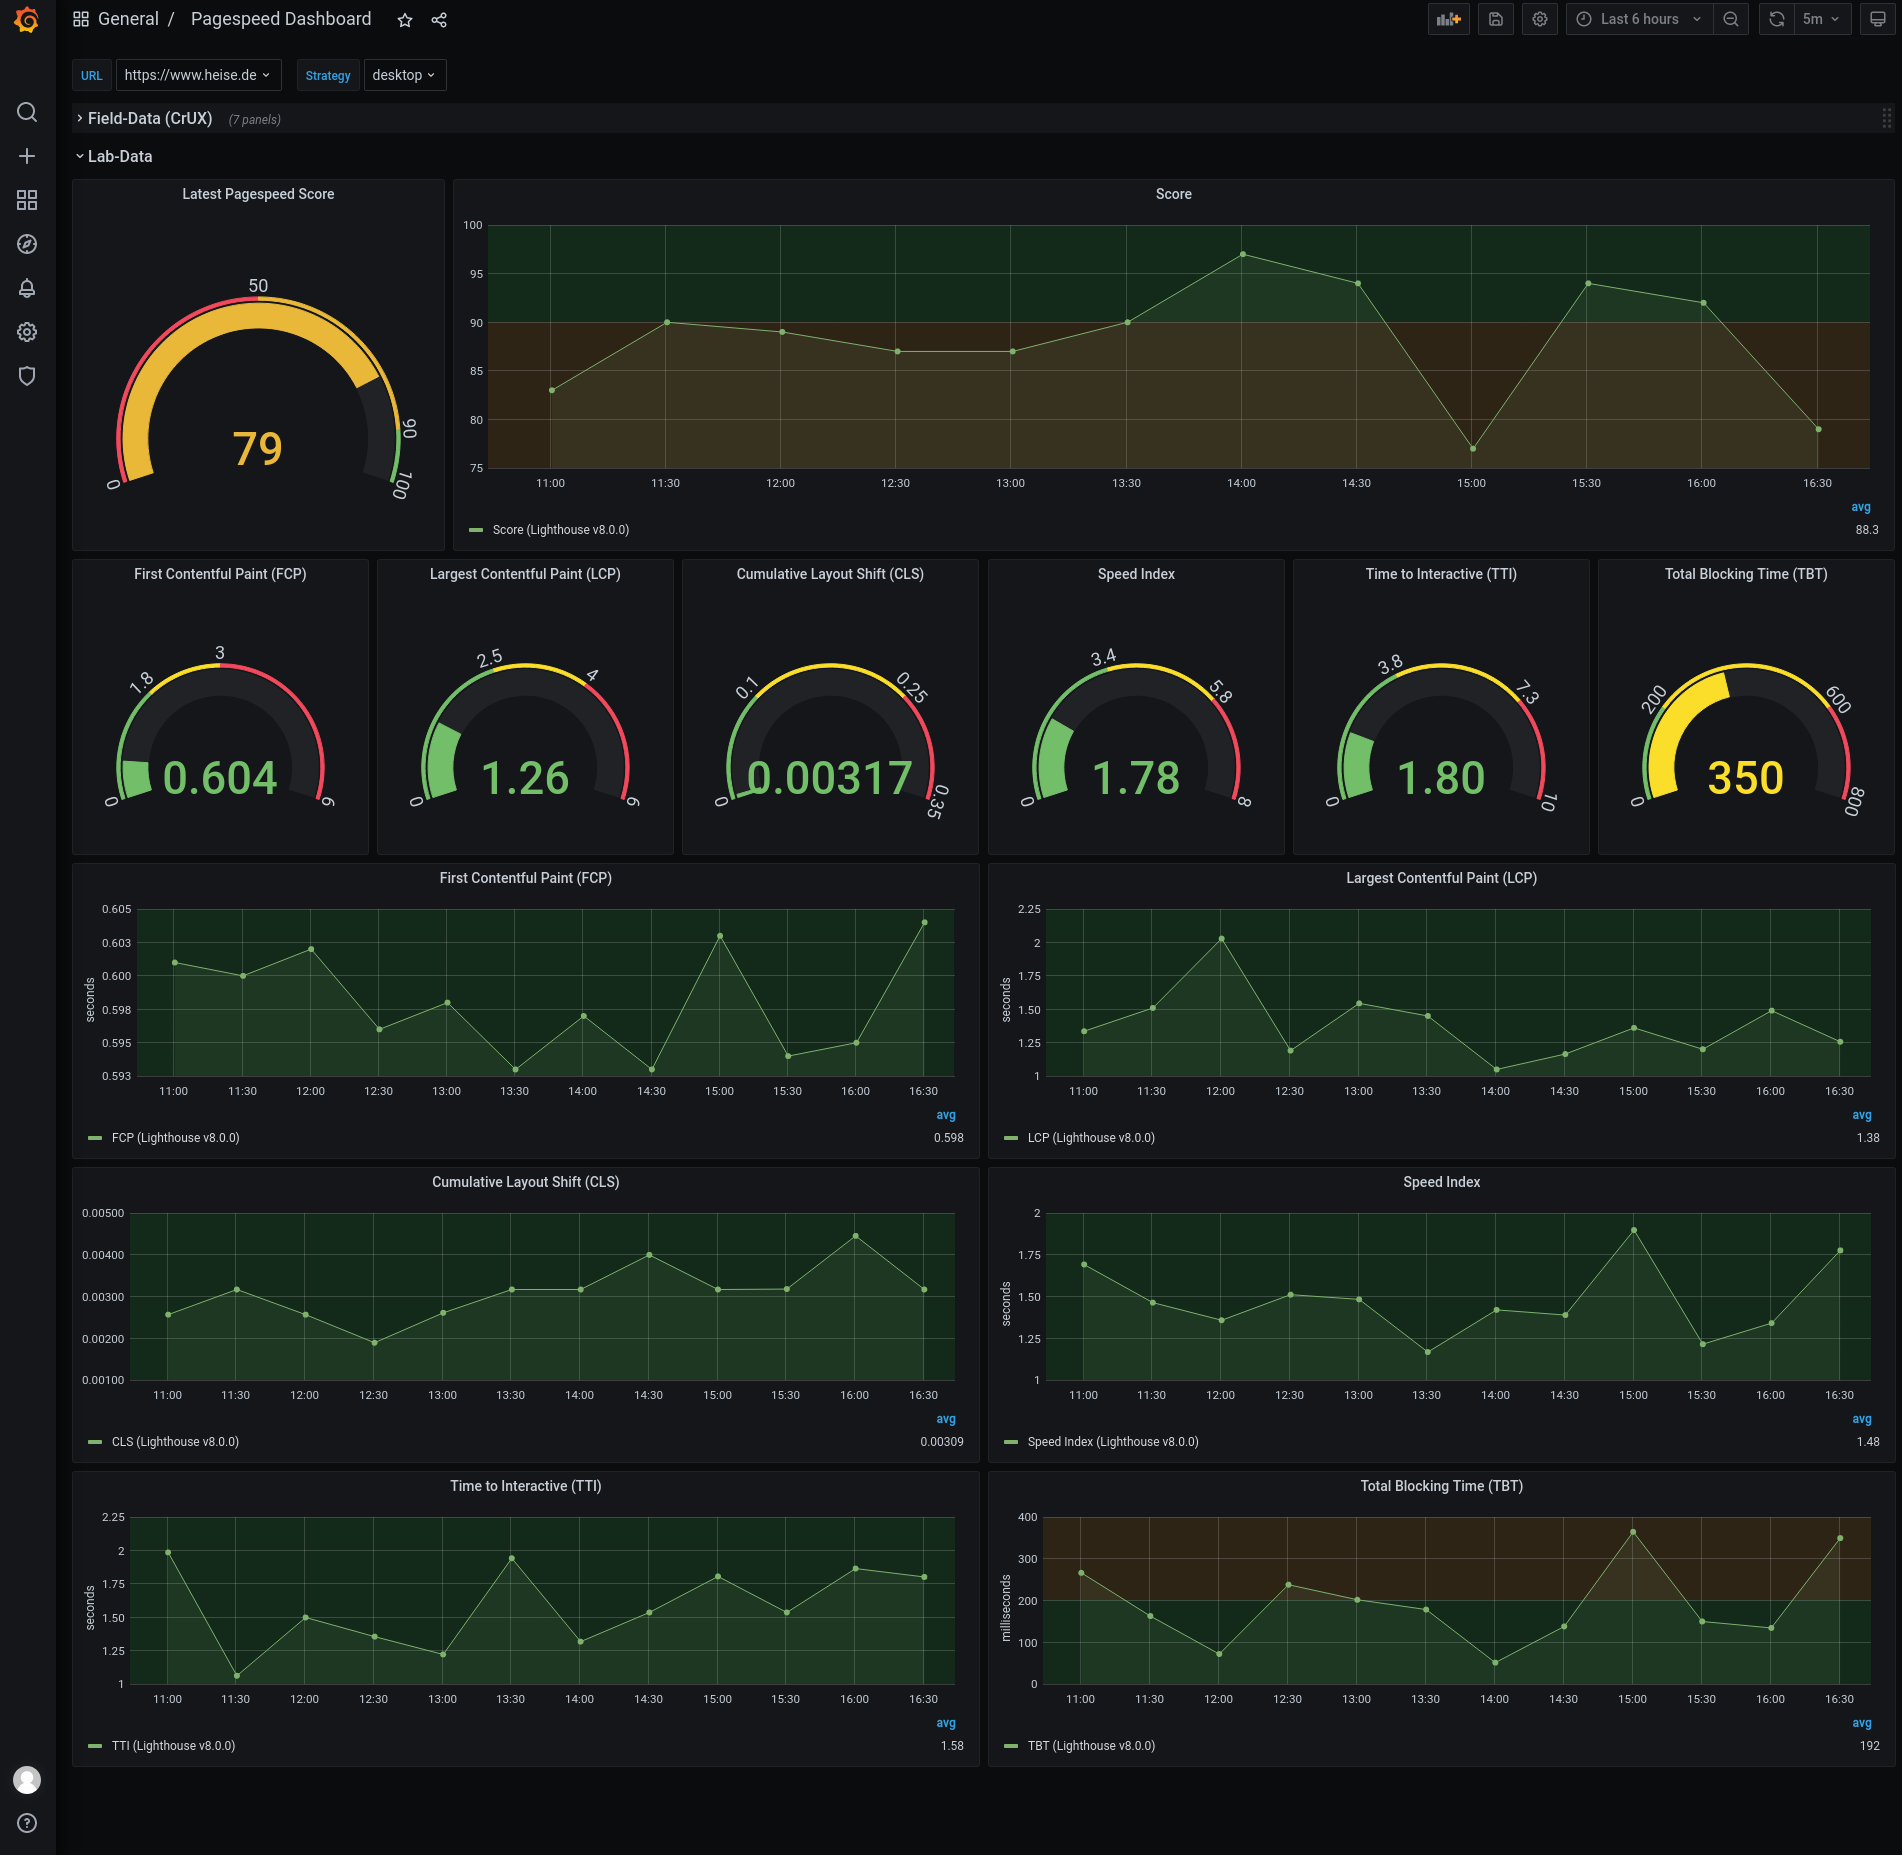 General / Pagespeed Dashboard
Last 6 hours
5m
URL https://www.heise.de Strategy desktop
Field-Data (CrUX) (7 panels)
Lab-Data
Latest Pagespeed Score
0
50
90
100
79
Score
100
95
90
85
80
75
11:00 11:30 12:00 12:30 13:00 13:30 14:00 14:30 15:00 15:30 16:00 16:30
avg
Score (Lighthouse v8.0.0) 88.3
First Contentful Paint (FCP)
0
1.8
3
6
0.604
Largest Contentful Paint (LCP)
0
2.5
4
6
1.26
Cumulative Layout Shift (CLS)
0
0.1
0.25
0.35
0.00317
Speed Index
0
3.4
5.8
8
1.78
Time to Interactive (TTI)
0
3.8
7.3
10
1.80
Total Blocking Time (TBT)
0
200
600
800
350
First Contentful Paint (FCP)
seconds
0.605
0.603
0.600
0.598
0.595
0.593
11:00 11:30 12:00 12:30 13:00 13:30 14:00 14:30 15:00 15:30 16:00 16:30
avg
FCP (Lighthouse v8.0.0) 0.598
Largest Contentful Paint (LCP)
seconds
2.25
2
1.75
1.50
1.25
1
11:00 11:30 12:00 12:30 13:00 13:30 14:00 14:30 15:00 15:30 16:00 16:30
avg
LCP (Lighthouse v8.0.0) 1.38
Cumulative Layout Shift (CLS)
0.00500
0.00400
0.00300
0.00200
0.00100
11:00 11:30 12:00 12:30 13:00 13:30 14:00 14:30 15:00 15:30 16:00 16:30
avg
CLS (Lighthouse v8.0.0) 0.00309
Speed Index
seconds
2
1.75
1.50
1.25
1
11:00 11:30 12:00 12:30 13:00 13:30 14:00 14:30 15:00 15:30 16:00 16:30
avg
Speed Index (Lighthouse v8.0.0) 1.48
Time to Interactive (TTI)
seconds
2.25
2
1.75
1.50
1.25
1
11:00 11:30 12:00 12:30 13:00 13:30 14:00 14:30 15:00 15:30 16:00 16:30
avg
TTI (Lighthouse v8.0.0) 1.58
Total Blocking Time (TBT)
milliseconds
400
300
200
100
0
11:00 11:30 12:00 12:30 13:00 13:30 14:00 14:30 15:00 15:30 16:00 16:30
avg
TBT (Lighthouse v8.0.0) 192